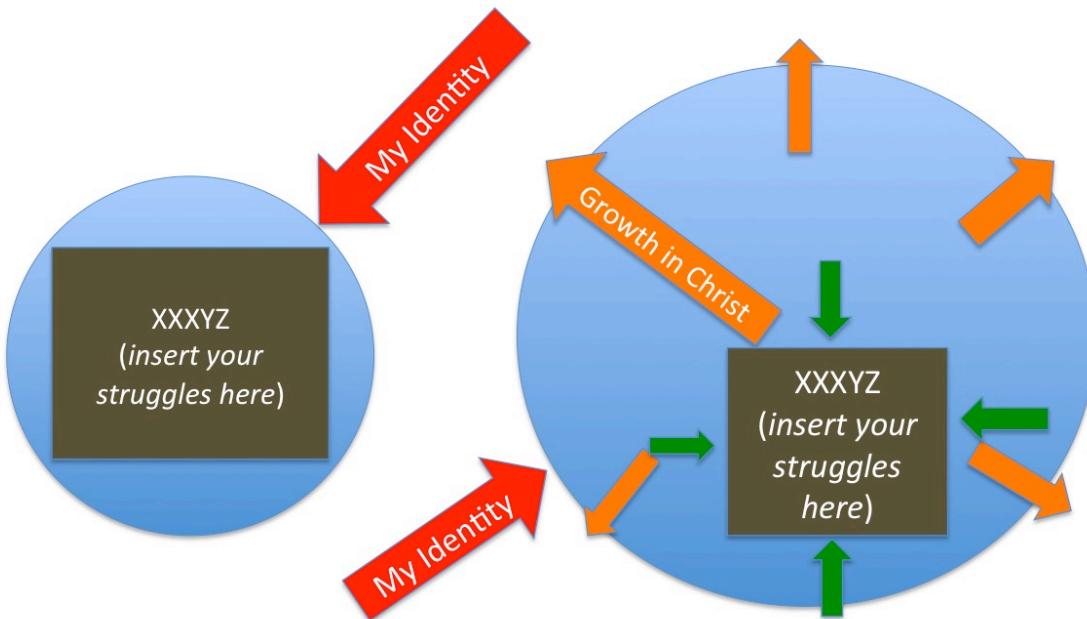 My Identity
XXXYZ
(insert your
struggles here)
Growth in Christ
XXXYZ
(insert your
struggles
here)
My Identity